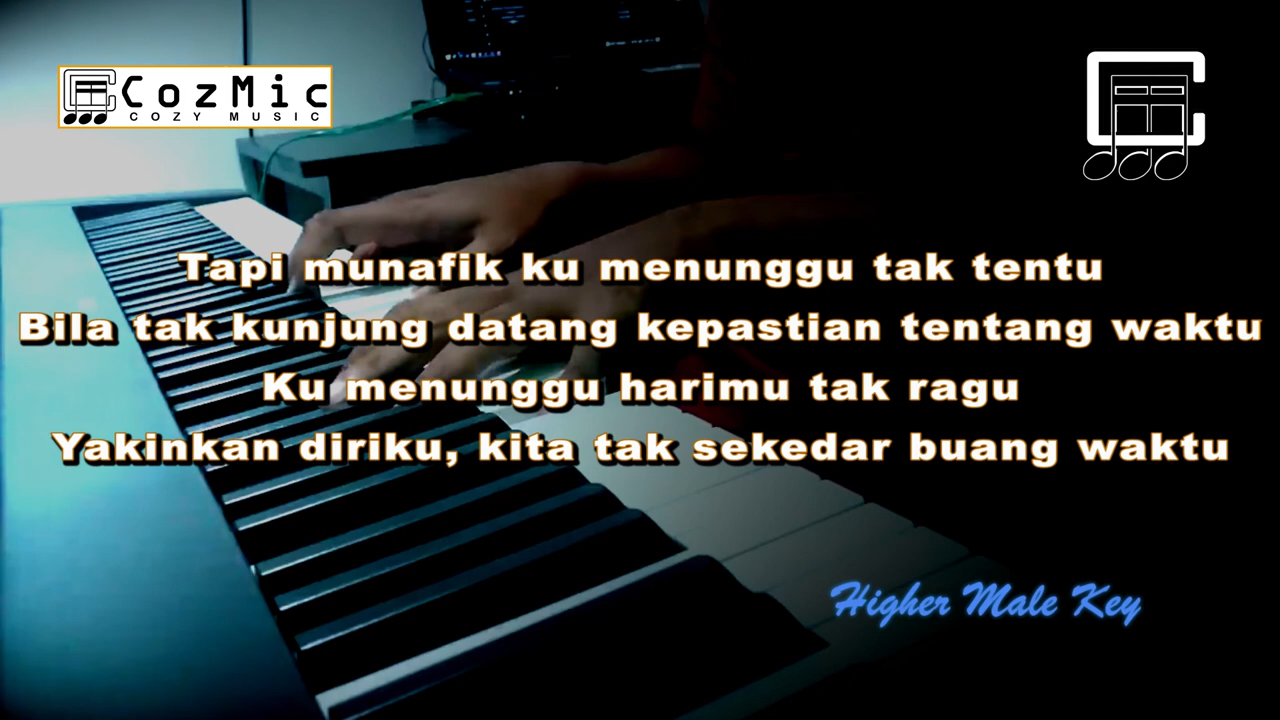 CozMic
COZY MUSIC
Tapi munafik ku menunggu tak tentu
Bila tak kunjung datang kepastian tentang waktu
Ku menunggu harimu tak ragu
Yakinkan diriku, kita tak sekedar buang waktu
Higher Male Key